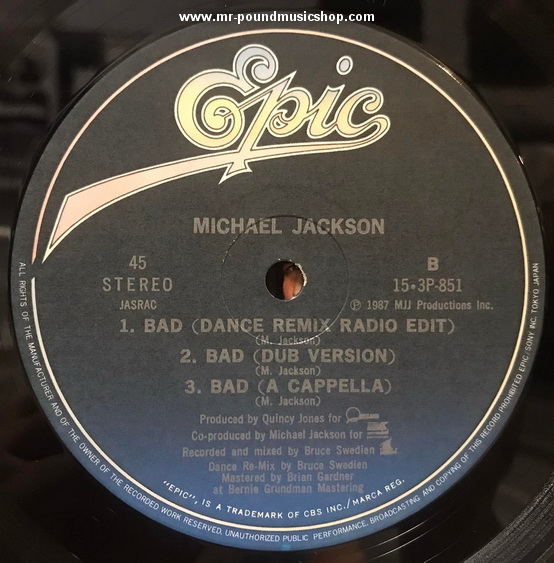 www.mr-poundmusicshop.com
Epic
MICHAEL JACKSON
45
STEREO
JASRAC
B
15・3P-851
Ⓟ 1987 MJJ Productions Inc.
1. BAD (DANCE REMIX RADIO EDIT)
(M. Jackson)
2. BAD (DUB VERSION)
(M. Jackson)
3. BAD (A CAPPELLA)
(M. Jackson)
Produced by Quincy Jones for
Co-produced by Michael Jackson for
Recorded and mixed by Bruce Swedien
Dance Re-Mix by Bruce Swedien
Mastered by Brian Gardner
at Bernie Grundman Mastering
"EPIC", IS A TRADEMARK OF CBS INC./MARCA REG.
ALL RIGHTS OF THE MANUFACTURER AND OF THE OWNER OF THE RECORDED WORK RESERVED. UNAUTHORIZED PUBLIC PERFORMANCE, BROADCASTING AND COPYING OF THIS RECORD PROHIBITED EPIC/SONY INC. TOKYO JAPAN